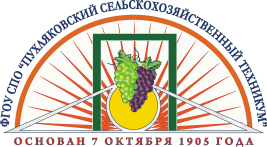 ФГОУ СПО "ПУХЛЯКОВСКИЙ СЕЛЬСКОХОЗЯЙСТВЕННЫЙ ТЕХНИКУМ"
ОСНОВАН 7 ОКТЯБРЯ 1905 ГОДА